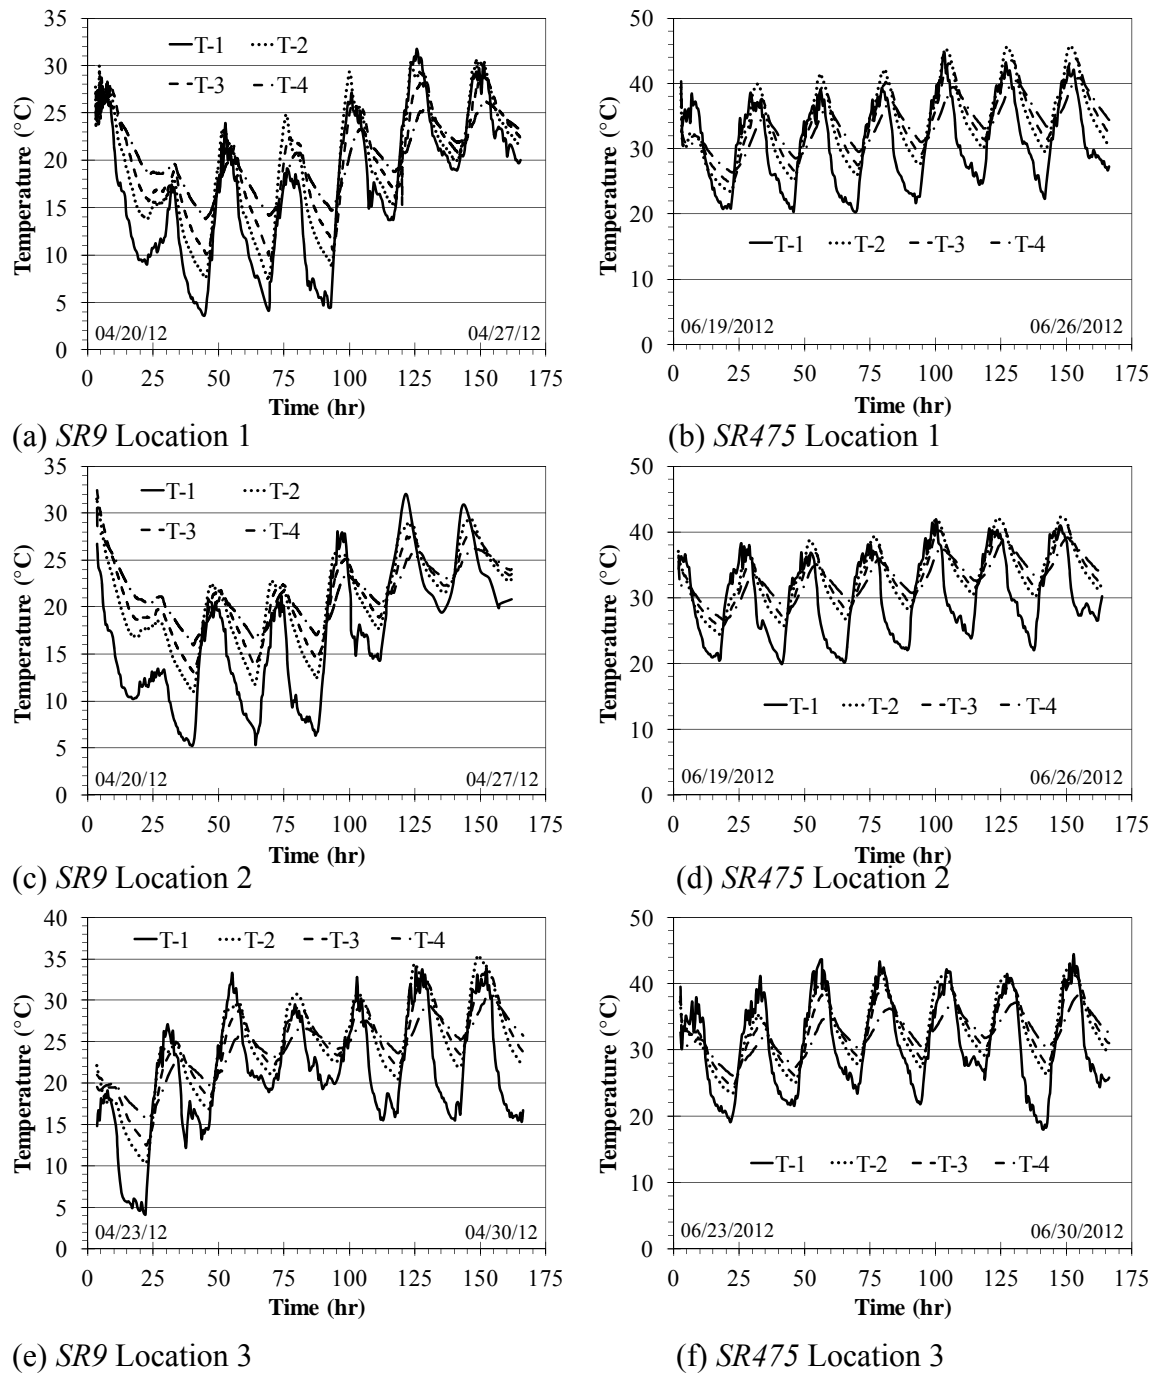 Temperature (°C)
35
30
25
20
15
10
5
0
T-1 T-2
T-3 T-4
04/20/12 04/27/12
0 25 50 75 100 125 150 175
Time (hr)
(a) SR9 Location 1
Temperature (°C)
50
40
30
20
10
0
T-1 T-2 T-3 T-4
06/19/2012 06/26/2012
0 25 50 75 100 125 150 175
Time (hr)
(b) SR475 Location 1
Temperature (°C)
35
30
25
20
15
10
5
0
T-1 T-2
T-3 T-4
04/20/12 04/27/12
0 25 50 75 100 125 150 175
Time (hr)
(c) SR9 Location 2
Temperature (°C)
50
40
30
20
10
0
T-1 T-2 T-3 T-4
06/19/2012 06/26/2012
0 25 50 75 100 125 150 175
Time (hr)
(d) SR475 Location 2
Temperature (°C)
40
35
30
25
20
15
10
5
0
T-1 T-2 T-3 T-4
04/23/12 04/30/12
0 25 50 75 100 125 150 175
Time (hr)
(e) SR9 Location 3
Temperature (°C)
50
40
30
20
10
0
T-1 T-2 T-3 T-4
06/23/2012 06/30/2012
0 25 50 75 100 125 150 175
Time (hr)
(f) SR475 Location 3